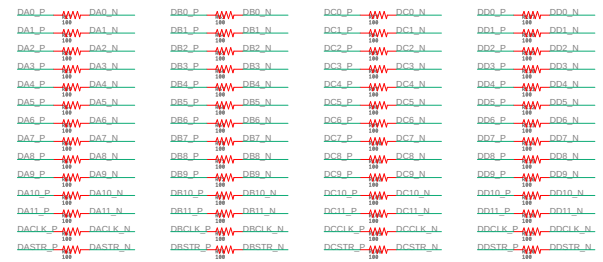 DA0_P 100 DA0_N DB0_P 100 DB0_N DC0_P 100 DC0_N DD0_P 100 DD0_N
DA1_P 100 DA1_N DB1_P 100 DB1_N DC1_P 100 DC1_N DD1_P 100 DD1_N
DA2_P 100 DA2_N DB2_P 100 DB2_N DC2_P 100 DC2_N DD2_P 100 DD2_N
DA3_P 100 DA3_N DB3_P 100 DB3_N DC3_P 100 DC3_N DD3_P 100 DD3_N
DA4_P 100 DA4_N DB4_P 100 DB4_N DC4_P 100 DC4_N DD4_P 100 DD4_N
DA5_P 100 DA5_N DB5_P 100 DB5_N DC5_P 100 DC5_N DD5_P 100 DD5_N
DA6_P 100 DA6_N DB6_P 100 DB6_N DC6_P 100 DC6_N DD6_P 100 DD6_N
DA7_P 100 DA7_N DB7_P 100 DB7_N DC7_P 100 DC7_N DD7_P 100 DD7_N
DA8_P 100 DA8_N DB8_P 100 DB8_N DC8_P 100 DC8_N DD8_P 100 DD8_N
DA9_P 100 DA9_N DB9_P 100 DB9_N DC9_P 100 DC9_N DD9_P 100 DD9_N
DA10_P 100 DA10_N DB10_P 100 DB10_N DC10_P 100 DC10_N DD10_P 100 DD10_N
DA11_P 100 DA11_N DB11_P 100 DB11_N DC11_P 100 DC11_N DD11_P 100 DD11_N
DACLK_P 100 DACLK_N DBCLK_P 100 DBCLK_N DCCLK_P 100 DCCLK_N DDCLK_P 100 DDCLK_N
DASTR_P 100 DASTR_N DBSTR_P 100 DBSTR_N DCSTR_P 100 DCSTR_N DDSTR_P 100 DDSTR_N